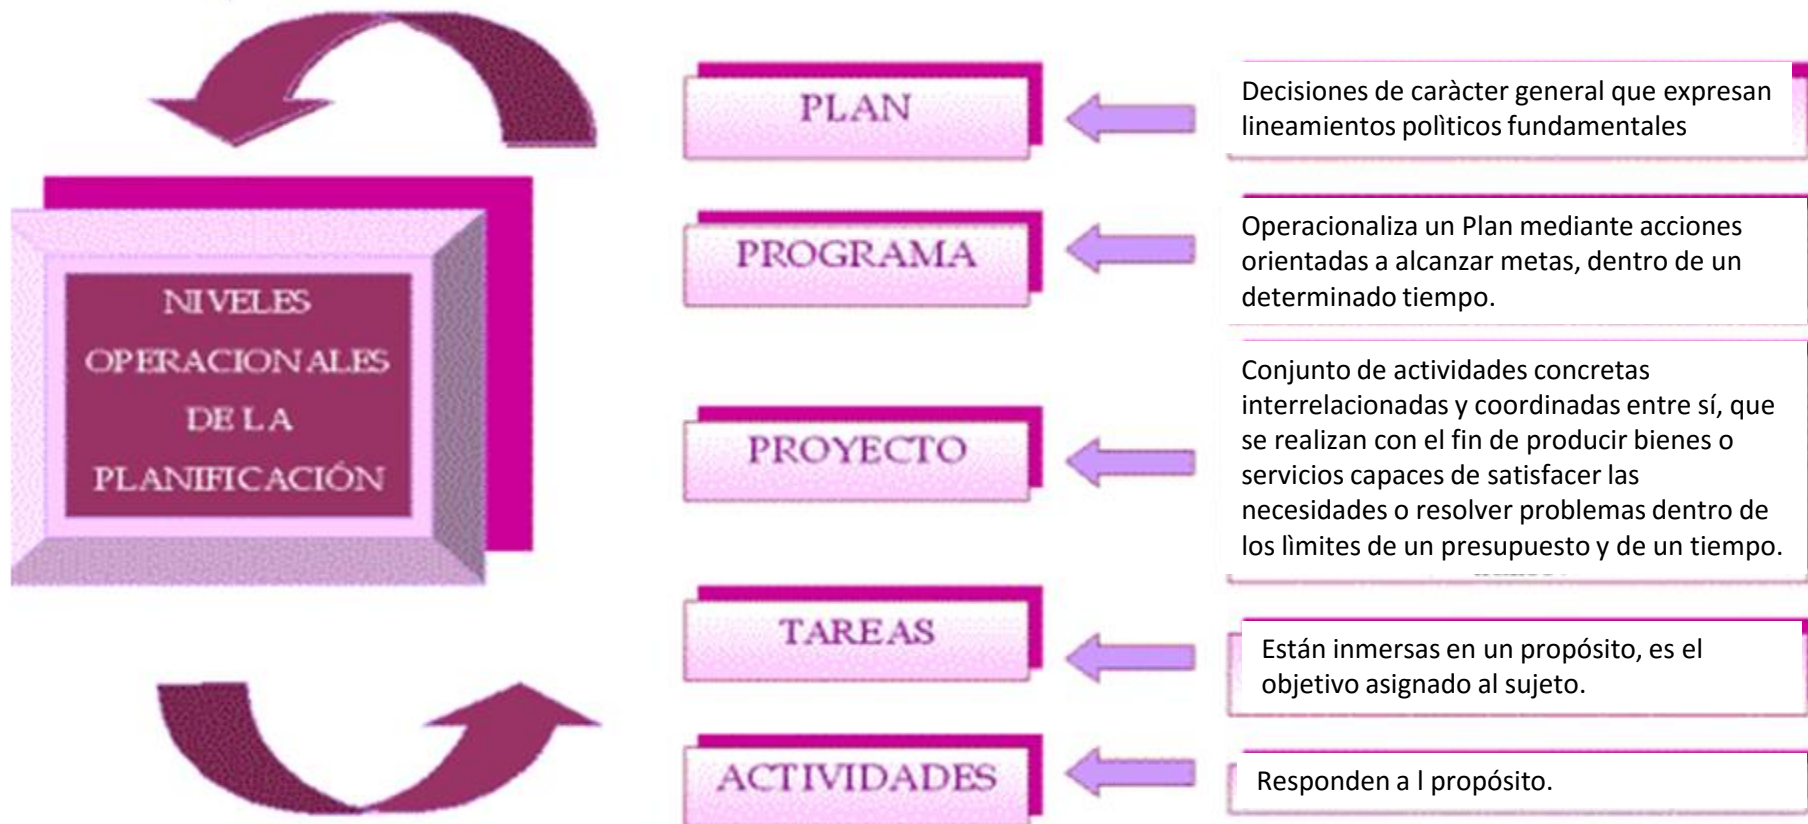 NIVELES
OPERACIONALES
DE LA
PLANIFICACIÓN
PLAN
Decisiones de caràcter general que expresan
lineamientos polìticos fundamentales
PROGRAMA
Operacionaliza un Plan mediante acciones
orientadas a alcanzar metas, dentro de un
determinado tiempo.
PROYECTO
Conjunto de actividades concretas
interrelacionadas y coordinadas entre sí, que
se realizan con el fin de producir bienes o
servicios capaces de satisfacer las
necesidades o resolver problemas dentro de
los lìmites de un presupuesto y de un tiempo.
TAREAS
Están inmersas en un propósito, es el
objetivo asignado al sujeto.
ACTIVIDADES
Responden a l propósito.